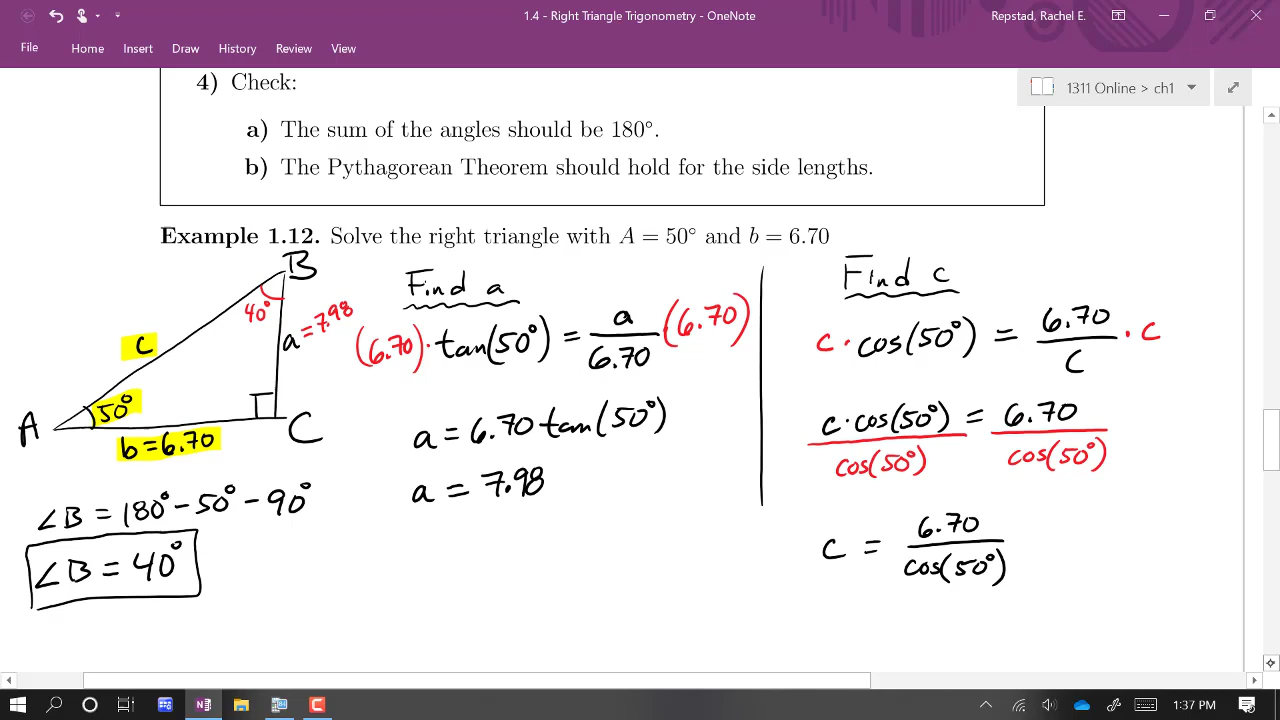 1.4 - Right Triangle Trigonometry - OneNote
Repstad, Rachel E.
File Home Insert Draw History Review View
1311 Online > ch1
4) Check:
a) The sum of the angles should be 180°.
b) The Pythagorean Theorem should hold for the side lengths.
Example 1.12. Solve the right triangle with A = 50° and b = 6.70
B
40°
a = 7.98
c
50°
A
b = 6.70
C
∠B = 180° - 50° - 90°
∠B = 40°
Find a
(6.70) · tan(50°) = a/6.70 (6.70)
a = 6.70 tan(50°)
a = 7.98
Find c
c · cos(50°) = 6.70/c · c
c · cos(50°)/cos(50°) = 6.70/cos(50°)
c = 6.70/cos(50°)
1:37 PM